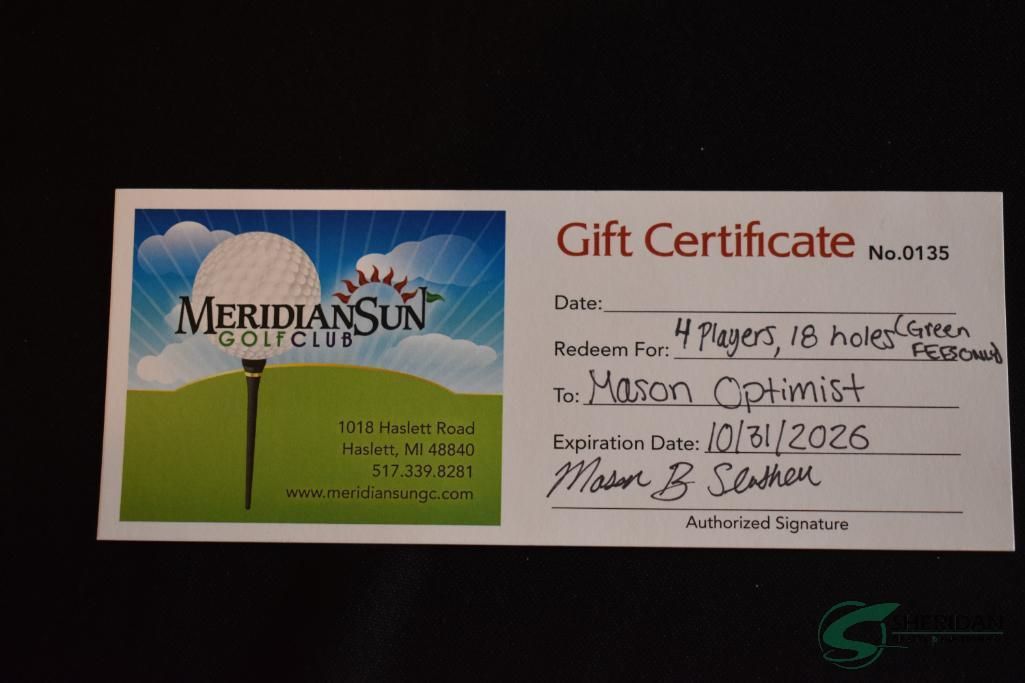 MERIDIANSUN
GOLFCLUB
1018 Haslett Road
Haslett, MI 48840
517.339.8281
www.meridiansungc.com
Gift Certificate No.0135
Date:
Redeem For: 4 Players, 18 holes (Green
FEES ONLY)
To: Mason Optimist
Expiration Date: 10/31/2026
Mason B
Authorized Signature
SHERIDAN